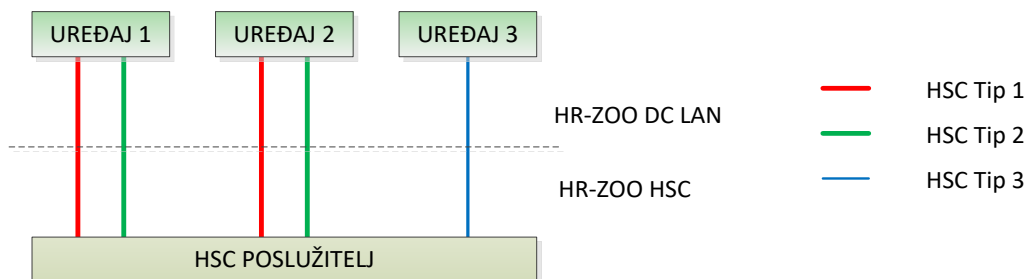 UREĐAJ 1
UREĐAJ 2
UREĐAJ 3
HR-ZOO DC LAN
HR-ZOO HSC
HSC POSLUŽITELJ
HSC Tip 1
HSC Tip 2
HSC Tip 3